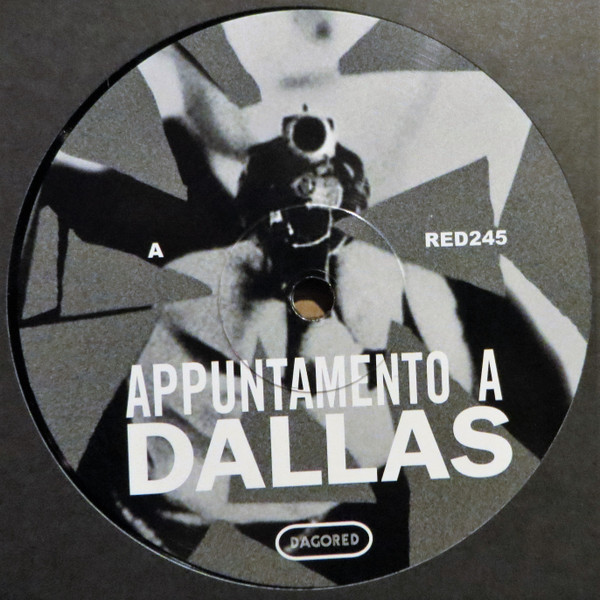 A
RED245
APPUNTAMENTO A
DALLAS
DAGORED